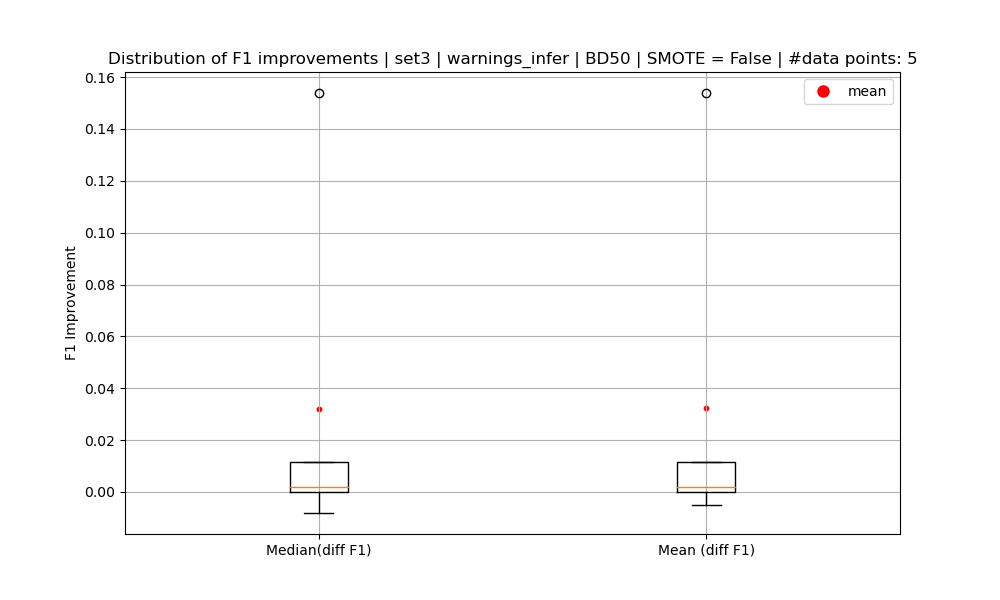 Distribution of F1 improvements | set3 | warnings_infer | BD50 | SMOTE = False | #data points: 5
mean
0.16
0.14
0.12
0.10
0.08
0.06
0.04
0.02
0.00
F1 Improvement
Median(diff F1)
Mean (diff F1)